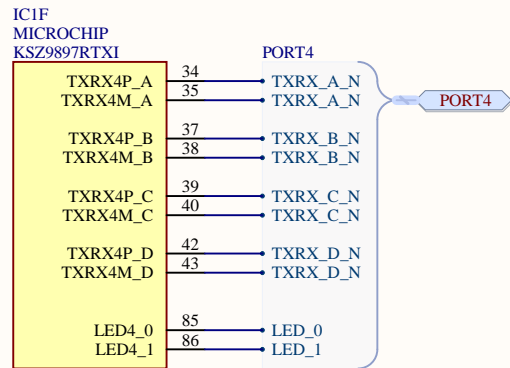 IC1F
MICROCHIP
KSZ9897RTXI PORT4
TXRX4P_A 34 TXRX_A_N
TXRX4M_A 35 TXRX_A_N
PORT4
TXRX4P_B 37 TXRX_B_N
TXRX4M_B 38 TXRX_B_N
TXRX4P_C 39 TXRX_C_N
TXRX4M_C 40 TXRX_C_N
TXRX4P_D 42 TXRX_D_N
TXRX4M_D 43 TXRX_D_N
LED4_0 85 LED_0
LED4_1 86 LED_1